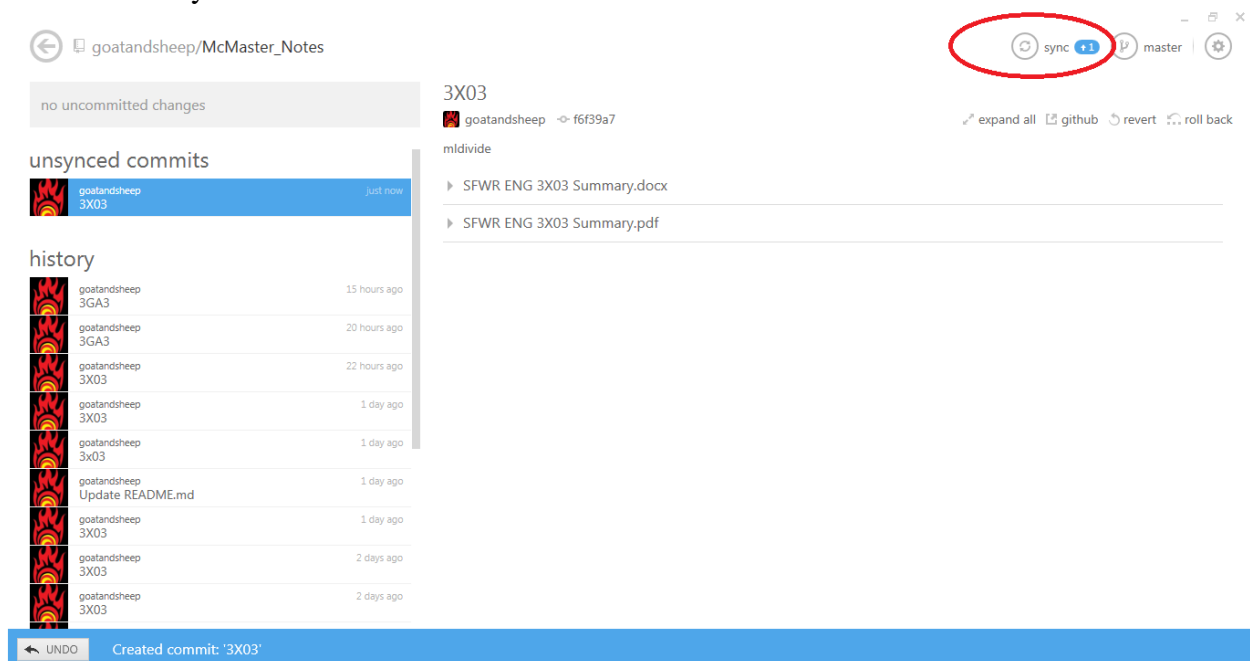 goatandsheep/McMaster_Notes
sync +1
master
no uncommitted changes
unsynced commits
goatandsheep just now
3X03
history
goatandsheep 15 hours ago
3GA3
goatandsheep 20 hours ago
3GA3
goatandsheep 22 hours ago
3X03
goatandsheep 1 day ago
3X03
goatandsheep 1 day ago
3x03
goatandsheep 1 day ago
Update README.md
goatandsheep 1 day ago
3X03
goatandsheep 2 days ago
3X03
goatandsheep 2 days ago
3X03
3X03
goatandsheep f6f39a7
expand all github revert roll back
mldivide
SFWR ENG 3X03 Summary.docx
SFWR ENG 3X03 Summary.pdf
UNDO Created commit: '3X03'